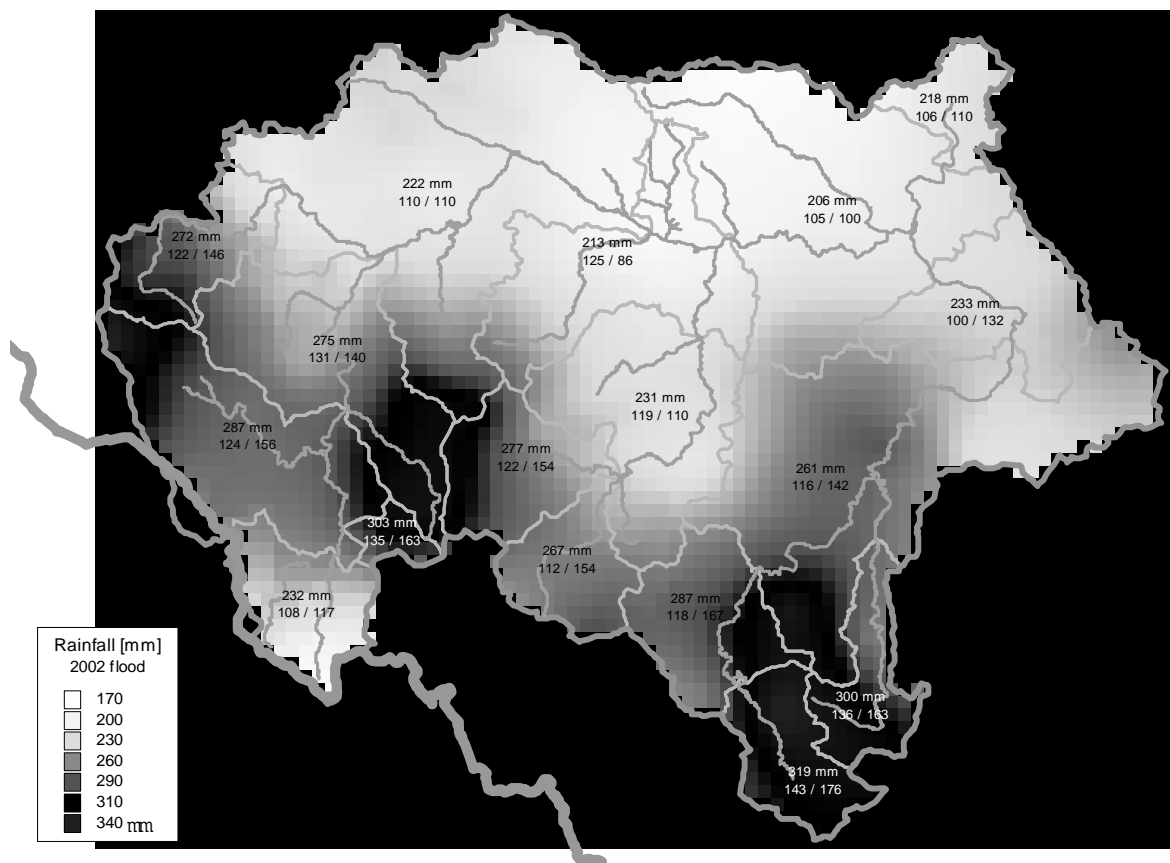 218 mm
106 / 110
222 mm
110 / 110
206 mm
105 / 100
272 mm
122 / 146
213 mm
125 / 86
233 mm
100 / 132
275 mm
131 / 140
231 mm
119 / 110
287 mm
124 / 156
277 mm
122 / 154
261 mm
116 / 142
303 mm
135 / 163
267 mm
112 / 154
232 mm
108 / 117
287 mm
118 / 167
300 mm
136 / 163
319 mm
143 / 176
Rainfall [mm]
2002 flood
170
200
230
260
290
310
340 mm